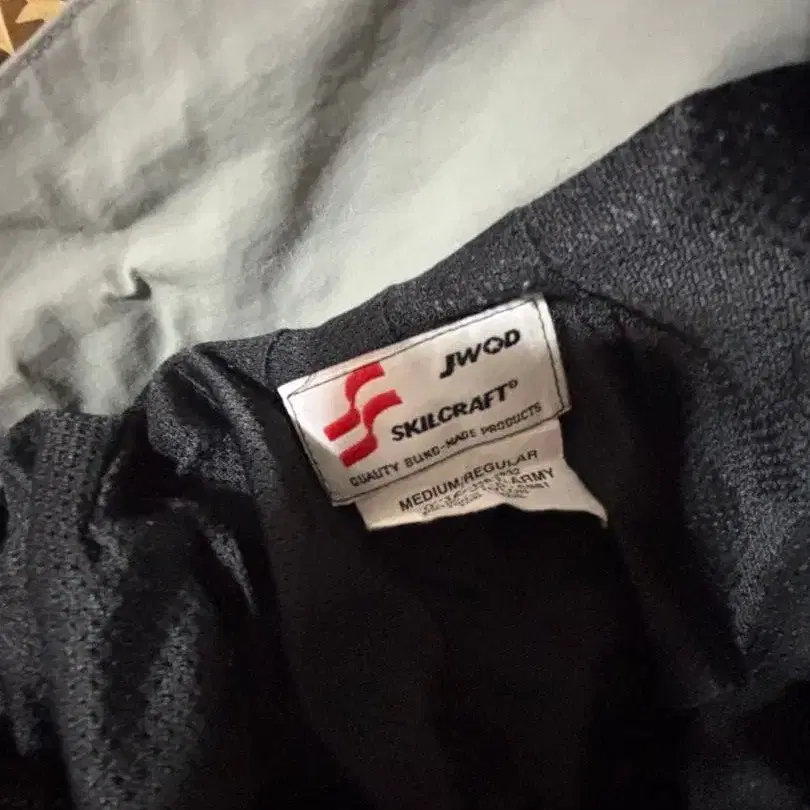 JWOD
SKILCRAFT®
QUALITY BLIND-MADE PRODUCTS
MEDIUM/REGULAR
ARMY